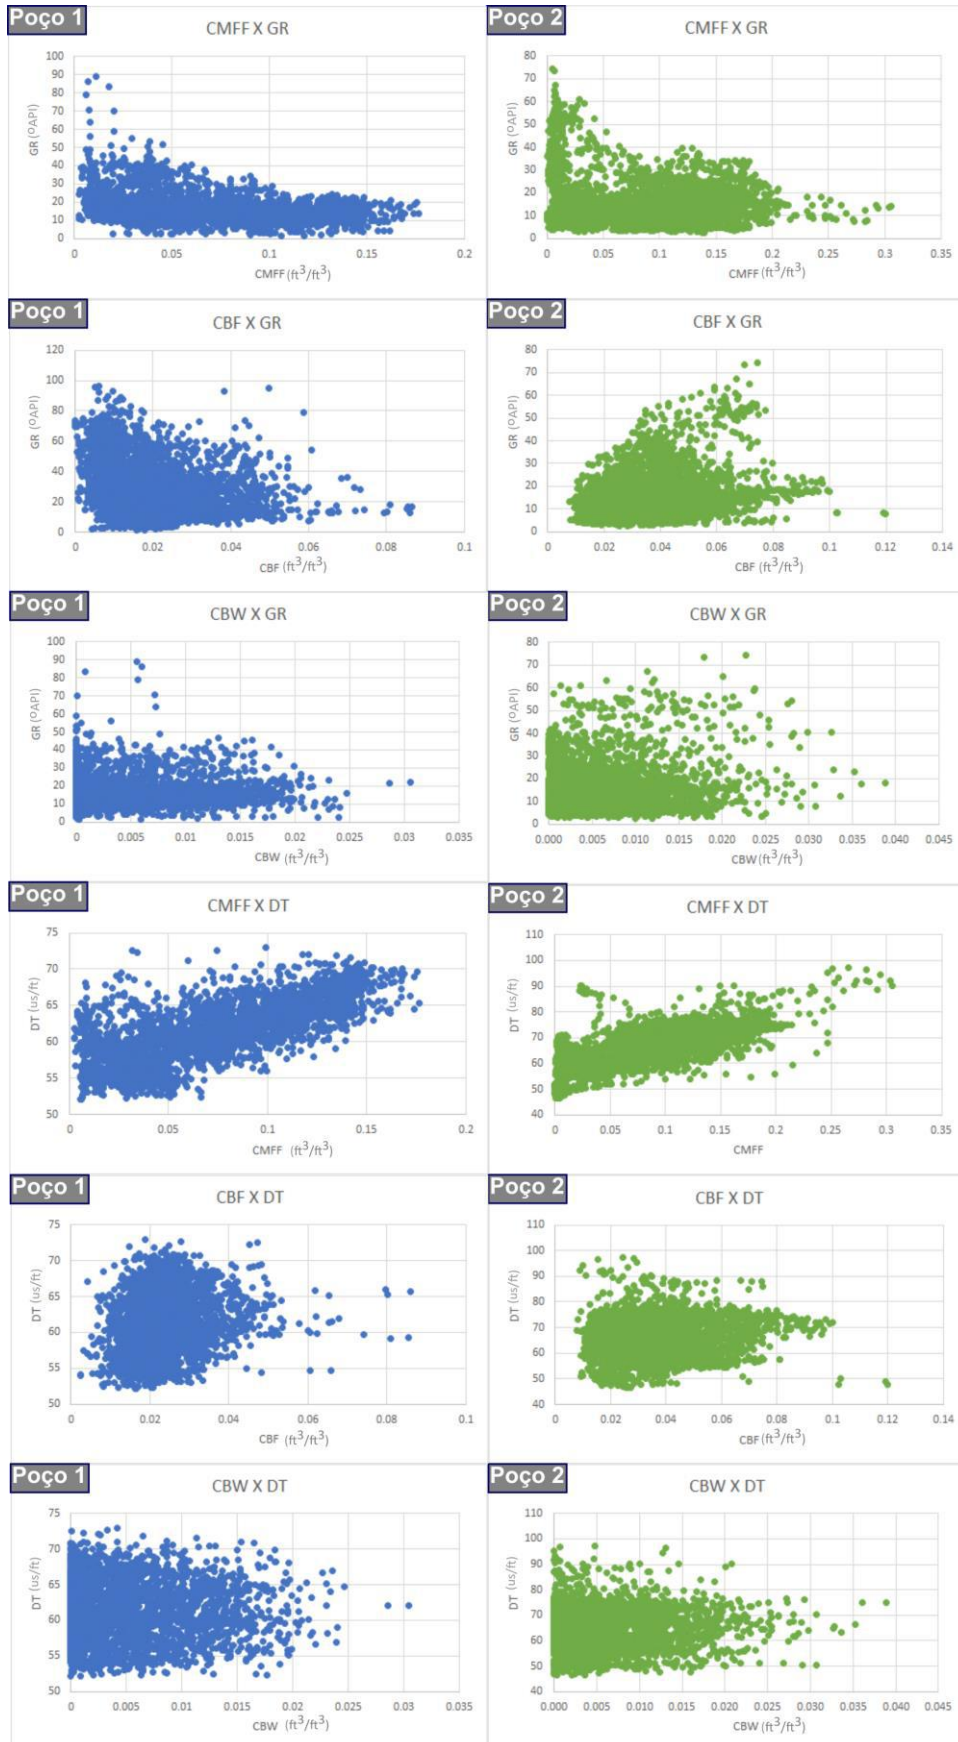 Poço 1
CMFF X GR
100
90
80
70
60
50
40
30
20
10
0
GR (ºAPI)
0 0.05 0.1 0.15 0.2
CMFF (ft³/ft³)
Poço 2
CMFF X GR
80
70
60
50
40
30
20
10
0
GR (ºAPI)
0 0.05 0.1 0.15 0.2 0.25 0.3 0.35
CMFF (ft³/ft³)
Poço 1
CBF X GR
120
100
80
60
40
20
0
GR (ºAPI)
0 0.02 0.04 0.06 0.08 0.1
CBF (ft³/ft³)
Poço 2
CBF X GR
80
70
60
50
40
30
20
10
0
GR (ºAPI)
0 0.02 0.04 0.06 0.08 0.1 0.12 0.14
CBF (ft³/ft³)
Poço 1
CBW X GR
100
90
80
70
60
50
40
30
20
10
0
GR (ºAPI)
0 0.005 0.01 0.015 0.02 0.025 0.03 0.035
CBW (ft³/ft³)
Poço 2
CBW X GR
80
70
60
50
40
30
20
10
0
GR (ºAPI)
0.000 0.005 0.010 0.015 0.020 0.025 0.030 0.035 0.040 0.045
CBW (ft³/ft³)
Poço 1
CMFF X DT
75
70
65
60
55
50
DT (us/ft)
0 0.05 0.1 0.15 0.2
CMFF (ft³/ft³)
Poço 2
CMFF X DT
110
100
90
80
70
60
50
40
DT (us/ft)
0 0.05 0.1 0.15 0.2 0.25 0.3 0.35
CMFF
Poço 1
CBF X DT
75
70
65
60
55
50
DT (us/ft)
0 0.02 0.04 0.06 0.08 0.1
CBF (ft³/ft³)
Poço 2
CBF X DT
110
100
90
80
70
60
50
40
DT (us/ft)
0 0.02 0.04 0.06 0.08 0.1 0.12 0.14
CBF (ft³/ft³)
Poço 1
CBW X DT
75
70
65
60
55
50
DT (us/ft)
0 0.005 0.01 0.015 0.02 0.025 0.03 0.035
CBW (ft³/ft³)
Poço 2
CBW X DT
110
100
90
80
70
60
50
40
DT (us/ft)
0.000 0.005 0.010 0.015 0.020 0.025 0.030 0.035 0.040 0.045
CBW (ft³/ft³)